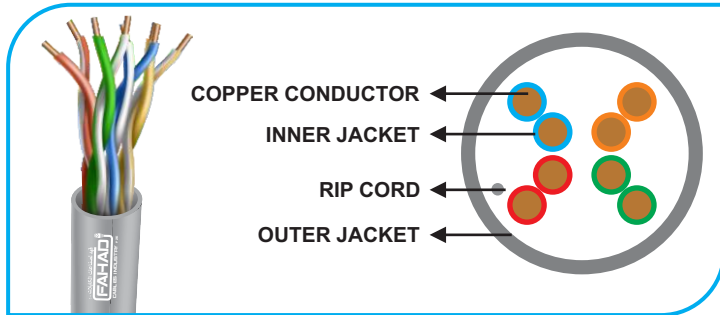 COPPER CONDUCTOR
INNER JACKET
RIP CORD
OUTER JACKET
FAHAD